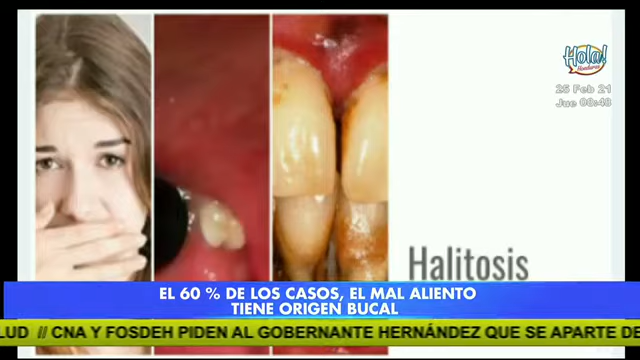 Hola!
Honduras
25 Feb 21
Jue 08:48
Halitosis
EL 60 % DE LOS CASOS, EL MAL ALIENTO
TIENE ORIGEN BUCAL
LUD // CNA Y FOSDEH PIDEN AL GOBERNANTE HERNÁNDEZ QUE SE APARTE DE